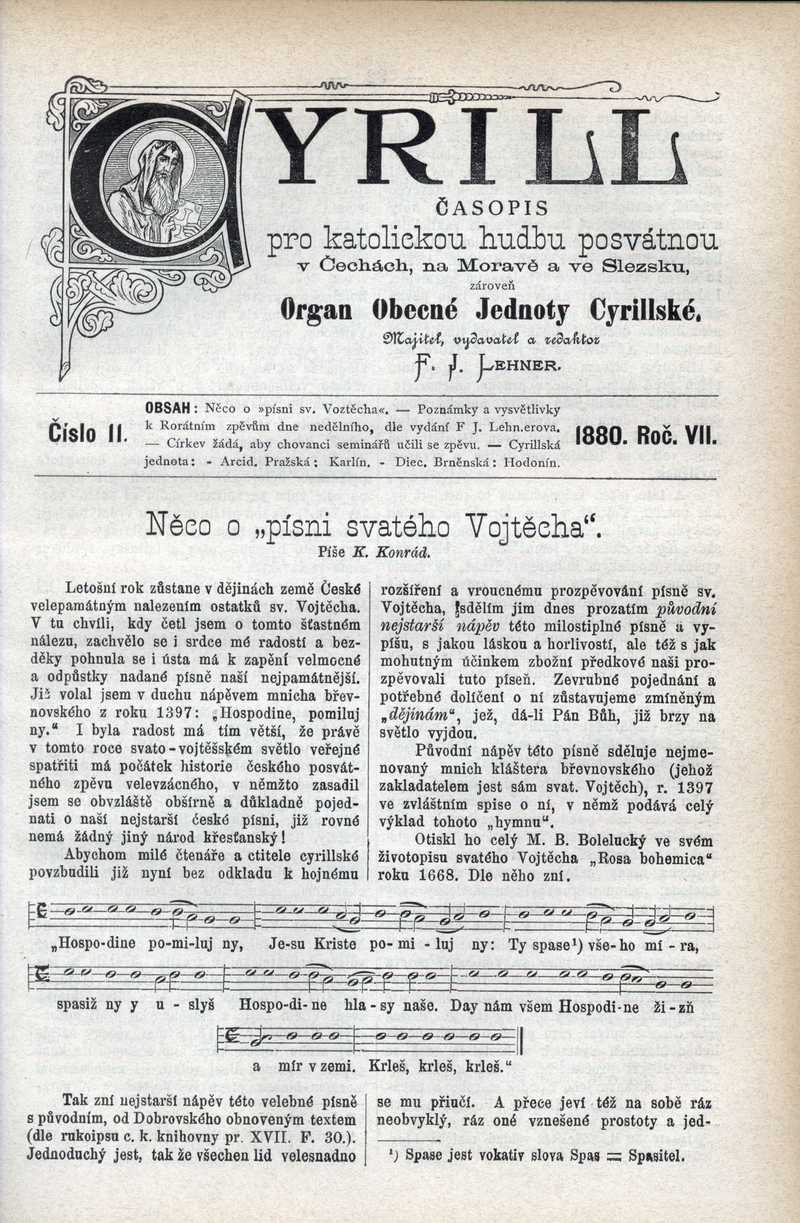 CYRILL
ČASOPIS
pro katolickou hudbu posvátnou
v Čechách, na Moravě a ve Slezsku,
zároveň
Organ Obecné Jednoty Cyrillské.
Majitel, vydavatel a redaktor
F. J. LEHNER.
Číslo 11.
OBSAH: Něco o »písni sv. Voztěcha«. — Poznámky a vysvětlivky
k Rorátním zpěvům dne nedělního, dle vydání F J. Lehn.erova.
— Církev žádá, aby chovanci seminářů učili se zpěvu. — Cyrillská
jednota: - Arcid. Pražská: Karlín. - Diec. Brněnská: Hodonín.
1880. Roč. VII.
Něco o „písni svatého Vojtěcha“.
Píše K. Konrád.
Letošní rok zůstane v dějinách země České
velepamátným nalezením ostatků sv. Vojtěcha.
V tu chvíli, kdy četl jsem o tomto šťastném
nálezu, zachvělo se i srdce mé radostí a bez-
děky pohnula se i ústa má k zapění velmocné
a odpůstky nadané písně naší nejpamátnější.
Již volal jsem v duchu nápěvem mnicha břev-
novského z roku 1397: „Hospodine, pomiluj
ny.“ I byla radost má tím větší, že právě
v tomto roce svato-vojtěšském světlo veřejné
spatřiti má počátek historie českého posvát-
ného zpěvu velevzácného, v němžto zasadil
jsem se obvzláště obšírně a důkladně pojed-
nati o naší nejstarší české písni, jíž rovné
nemá žádný jiný národ křesťanský!
Abychom milé čtenáře a ctitele cyrillské
povzbudili již nyní bez odkladu k hojnému
rozšíření a vroucnému prozpěvování písně sv.
Vojtěcha, sdělím jim dnes prozatím původní
nejstarší nápěv této milostiplné písně a vy-
píšu, s jakou láskou a horlivostí, ale též s jak
mohutným účinkem zbožní předkové naši pro-
zpěvovali tuto píseň. Zevrubné pojednání a
potřebné dolíčení o ní zůstavujeme zmíněným
„dějinám“, jež, dá-li Pán Bůh, již brzy na
světlo vyjdou.
Původní nápěv této písně sděluje nejme-
novaný mnich kláštera břevnovského (jehož
zakladatelem jest sám svat. Vojtěch), r. 1397
ve zvláštním spise o ní, v němž podává celý
výklad tohoto „hymnu“.
Otiskl ho celý M. B. Bolelucký ve svém
životopisu svatého Vojtěcha „Rosa bohemica“
roku 1668. Dle něho zní.
„Hospo-dine po-mi-luj ny, Je-su Kriste po-mi-luj ny: Ty spase¹) vše-ho mí-ra,
spasiž ny y u-slyš Hospo-di-ne hla-sy naše. Day nám všem Hospodi-ne ži-zň
a mír v zemi. Krleš, krleš, krleš.“
Tak zní nejstarší nápěv této velebné písně
s původním, od Dobrovského obnoveným textem
(dle rukoipsu c. k. knihovny pr. XVII. F. 30.).
Jednoduchý jest, tak že všechen lid velesnadno
se mu přiučí. A přece jeví též na sobě ráz
neobvyklý, ráz oné vznešené prostoty a jed-
¹) Spase jest vokativ slova Spas = Spasitel.